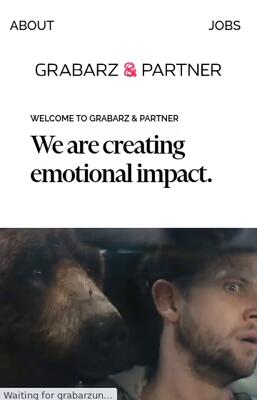 ABOUT JOBS
GRABARZ & PARTNER
WELCOME TO GRABARZ & PARTNER
We are creating
emotional impact.
Waiting for grabarzun...